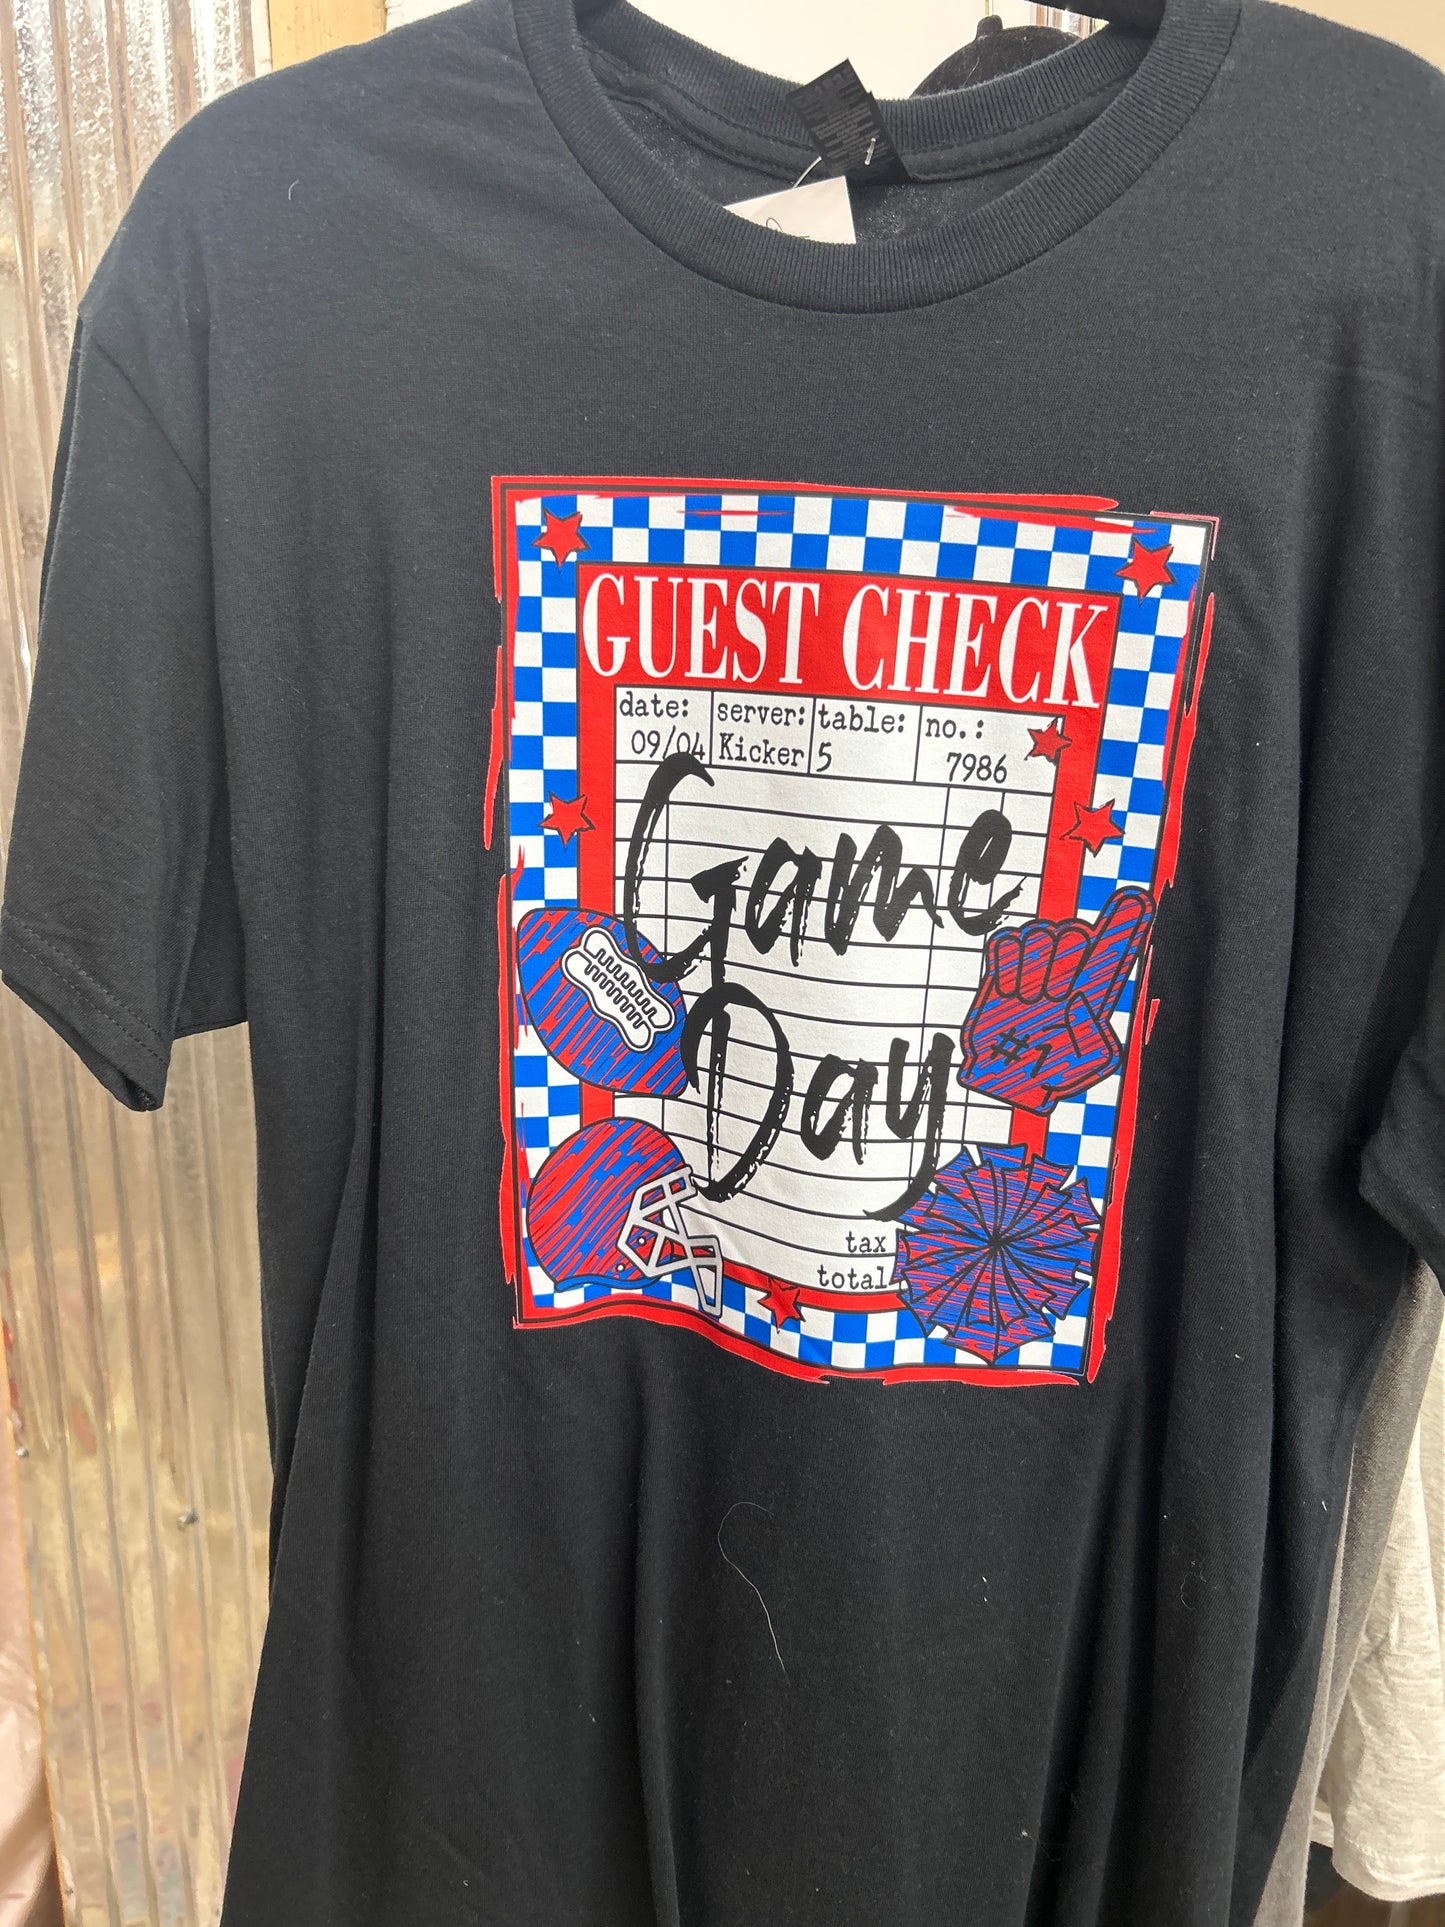 GUEST CHECK
date: server: table: no.:
09/04 Kicker 5 7986
Game
Day
#1
tax
total